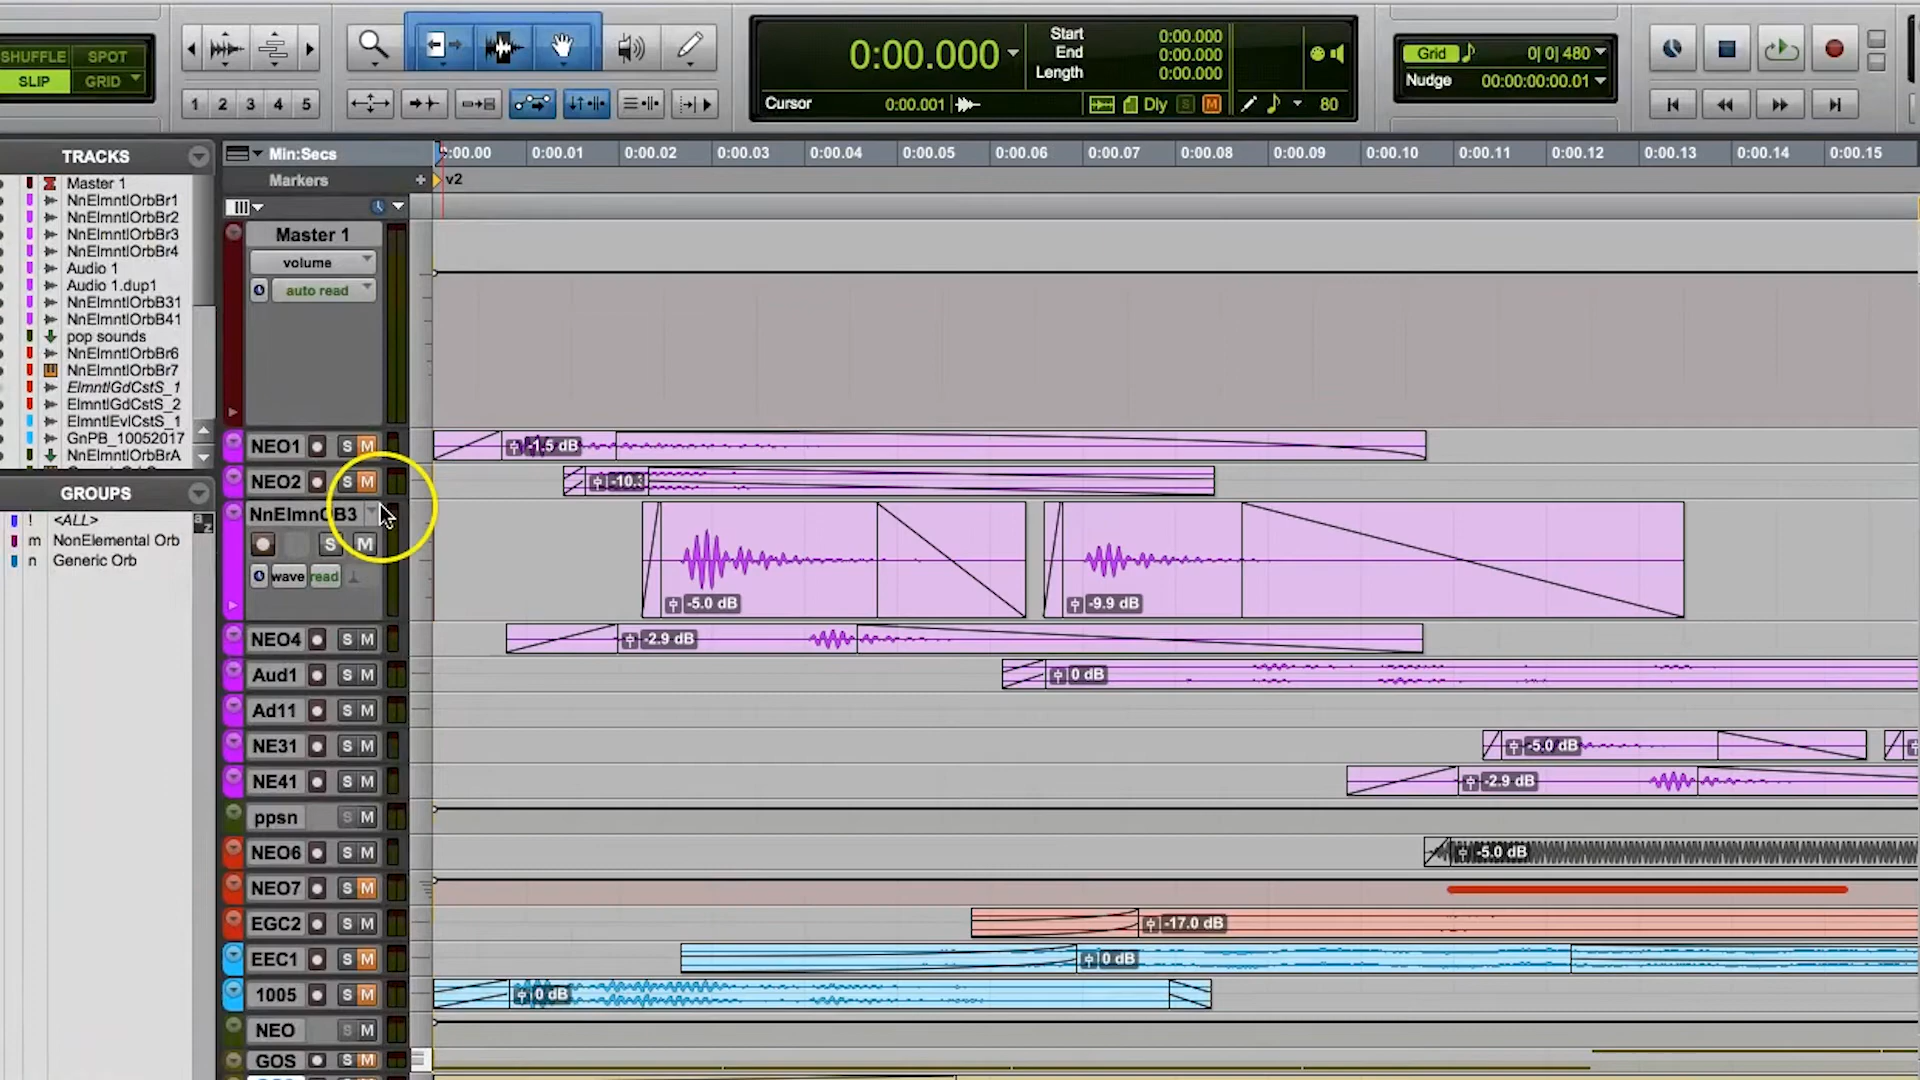 SHUFFLE SPOT
SLIP GRID
1 2 3 4 5
0:00.000
Start 0:00.000
End 0:00.000
Length 0:00.000
Cursor 0:00.001
Dly S M 80
Grid 0| 0| 480
Nudge 00:00:00:00.01
TRACKS
Master 1
NnElmntlOrbBr1
NnElmntlOrbBr2
NnElmntlOrbBr3
NnElmntlOrbBr4
Audio 1
Audio 1.dup1
NnElmntlOrbB31
NnElmntlOrbB41
pop sounds
NnElmntlOrbBr6
NnElmntlOrbBr7
ElmntlGdCstS_1
ElmntlGdCstS_2
ElmntlEvlCstS_1
GnPB_10052017
NnElmntlOrbBrA
GROUPS
a z
! <ALL>
m NonElemental Orb
n Generic Orb
Min:Secs :00.00 0:00.01 0:00.02 0:00.03 0:00.04 0:00.05 0:00.06 0:00.07 0:00.08 0:00.09 0:00.10 0:00.11 0:00.12 0:00.13 0:00.14 0:00.15
Markers + v2
Master 1
volume
auto read
NEO1 S M -1.5 dB
NEO2 S M -10.3
NnElmnOB3
S M
wave read -5.0 dB -9.9 dB
NEO4 S M -2.9 dB
Aud1 S M 0 dB
Ad11 S M
NE31 S M -5.0 dB
NE41 S M -2.9 dB
ppsn S M
NEO6 S M -5.0 dB
NEO7 S M
EGC2 S M -17.0 dB
EEC1 S M 0 dB
1005 S M 0 dB
NEO S M
GOS S M